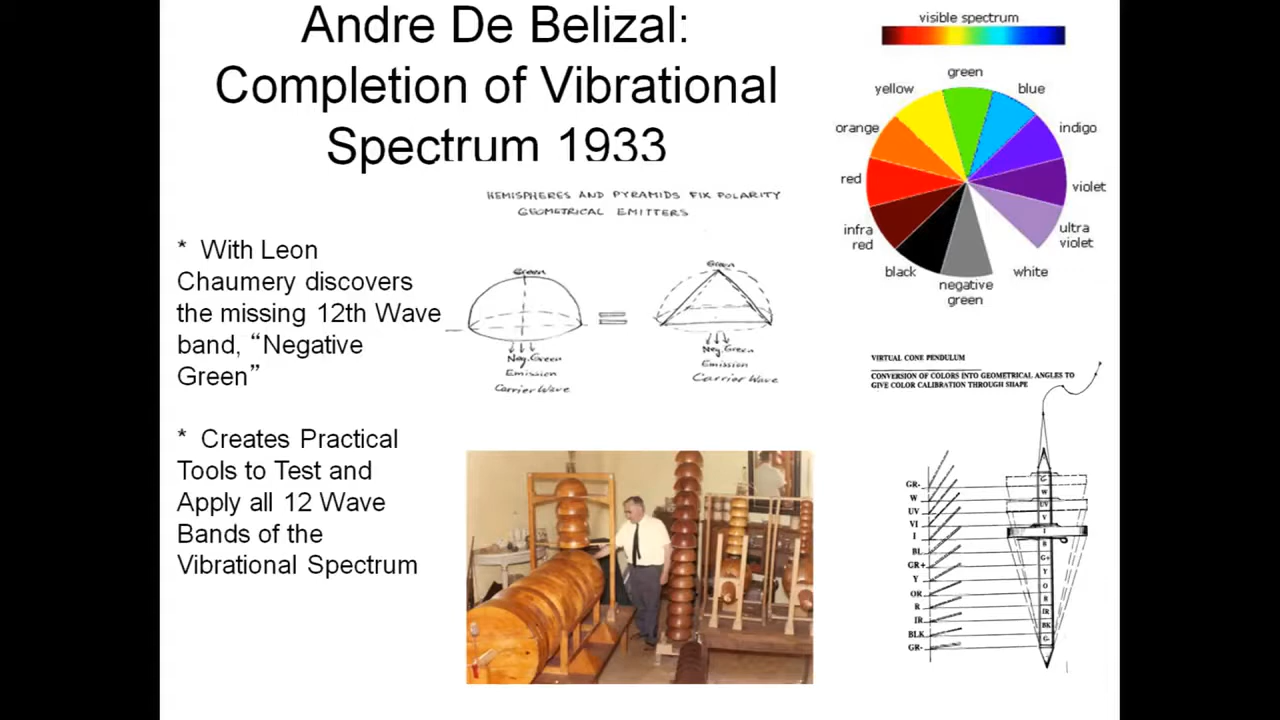 Andre De Belizal:
Completion of Vibrational
Spectrum 1933
* With Leon
Chaumery discovers
the missing 12th Wave
band, “Negative
Green”
* Creates Practical
Tools to Test and
Apply all 12 Wave
Bands of the
Vibrational Spectrum
HEMISPHERES AND PYRAMIDS FIX POLARITY
GEOMETRICAL EMITTERS
Green
Neg. Green
Emission
Carrier Wave
Green
Neg. Green
Emission
Carrier Wave
visible spectrum
green
yellow
blue
orange
indigo
red
violet
infra
red
ultra
violet
black
white
negative
green
VIRTUAL CONE PENDULUM
CONVERSION OF COLORS INTO GEOMETRICAL ANGLES TO
GIVE COLOR CALIBRATION THROUGH SHAPE
GR-
W
UV
VI
I
BL
GR+
Y
OR
R
IR
BLK
GR-
G-
W
UV
V
I
B
G+
Y
O
R
IR
BK
G-